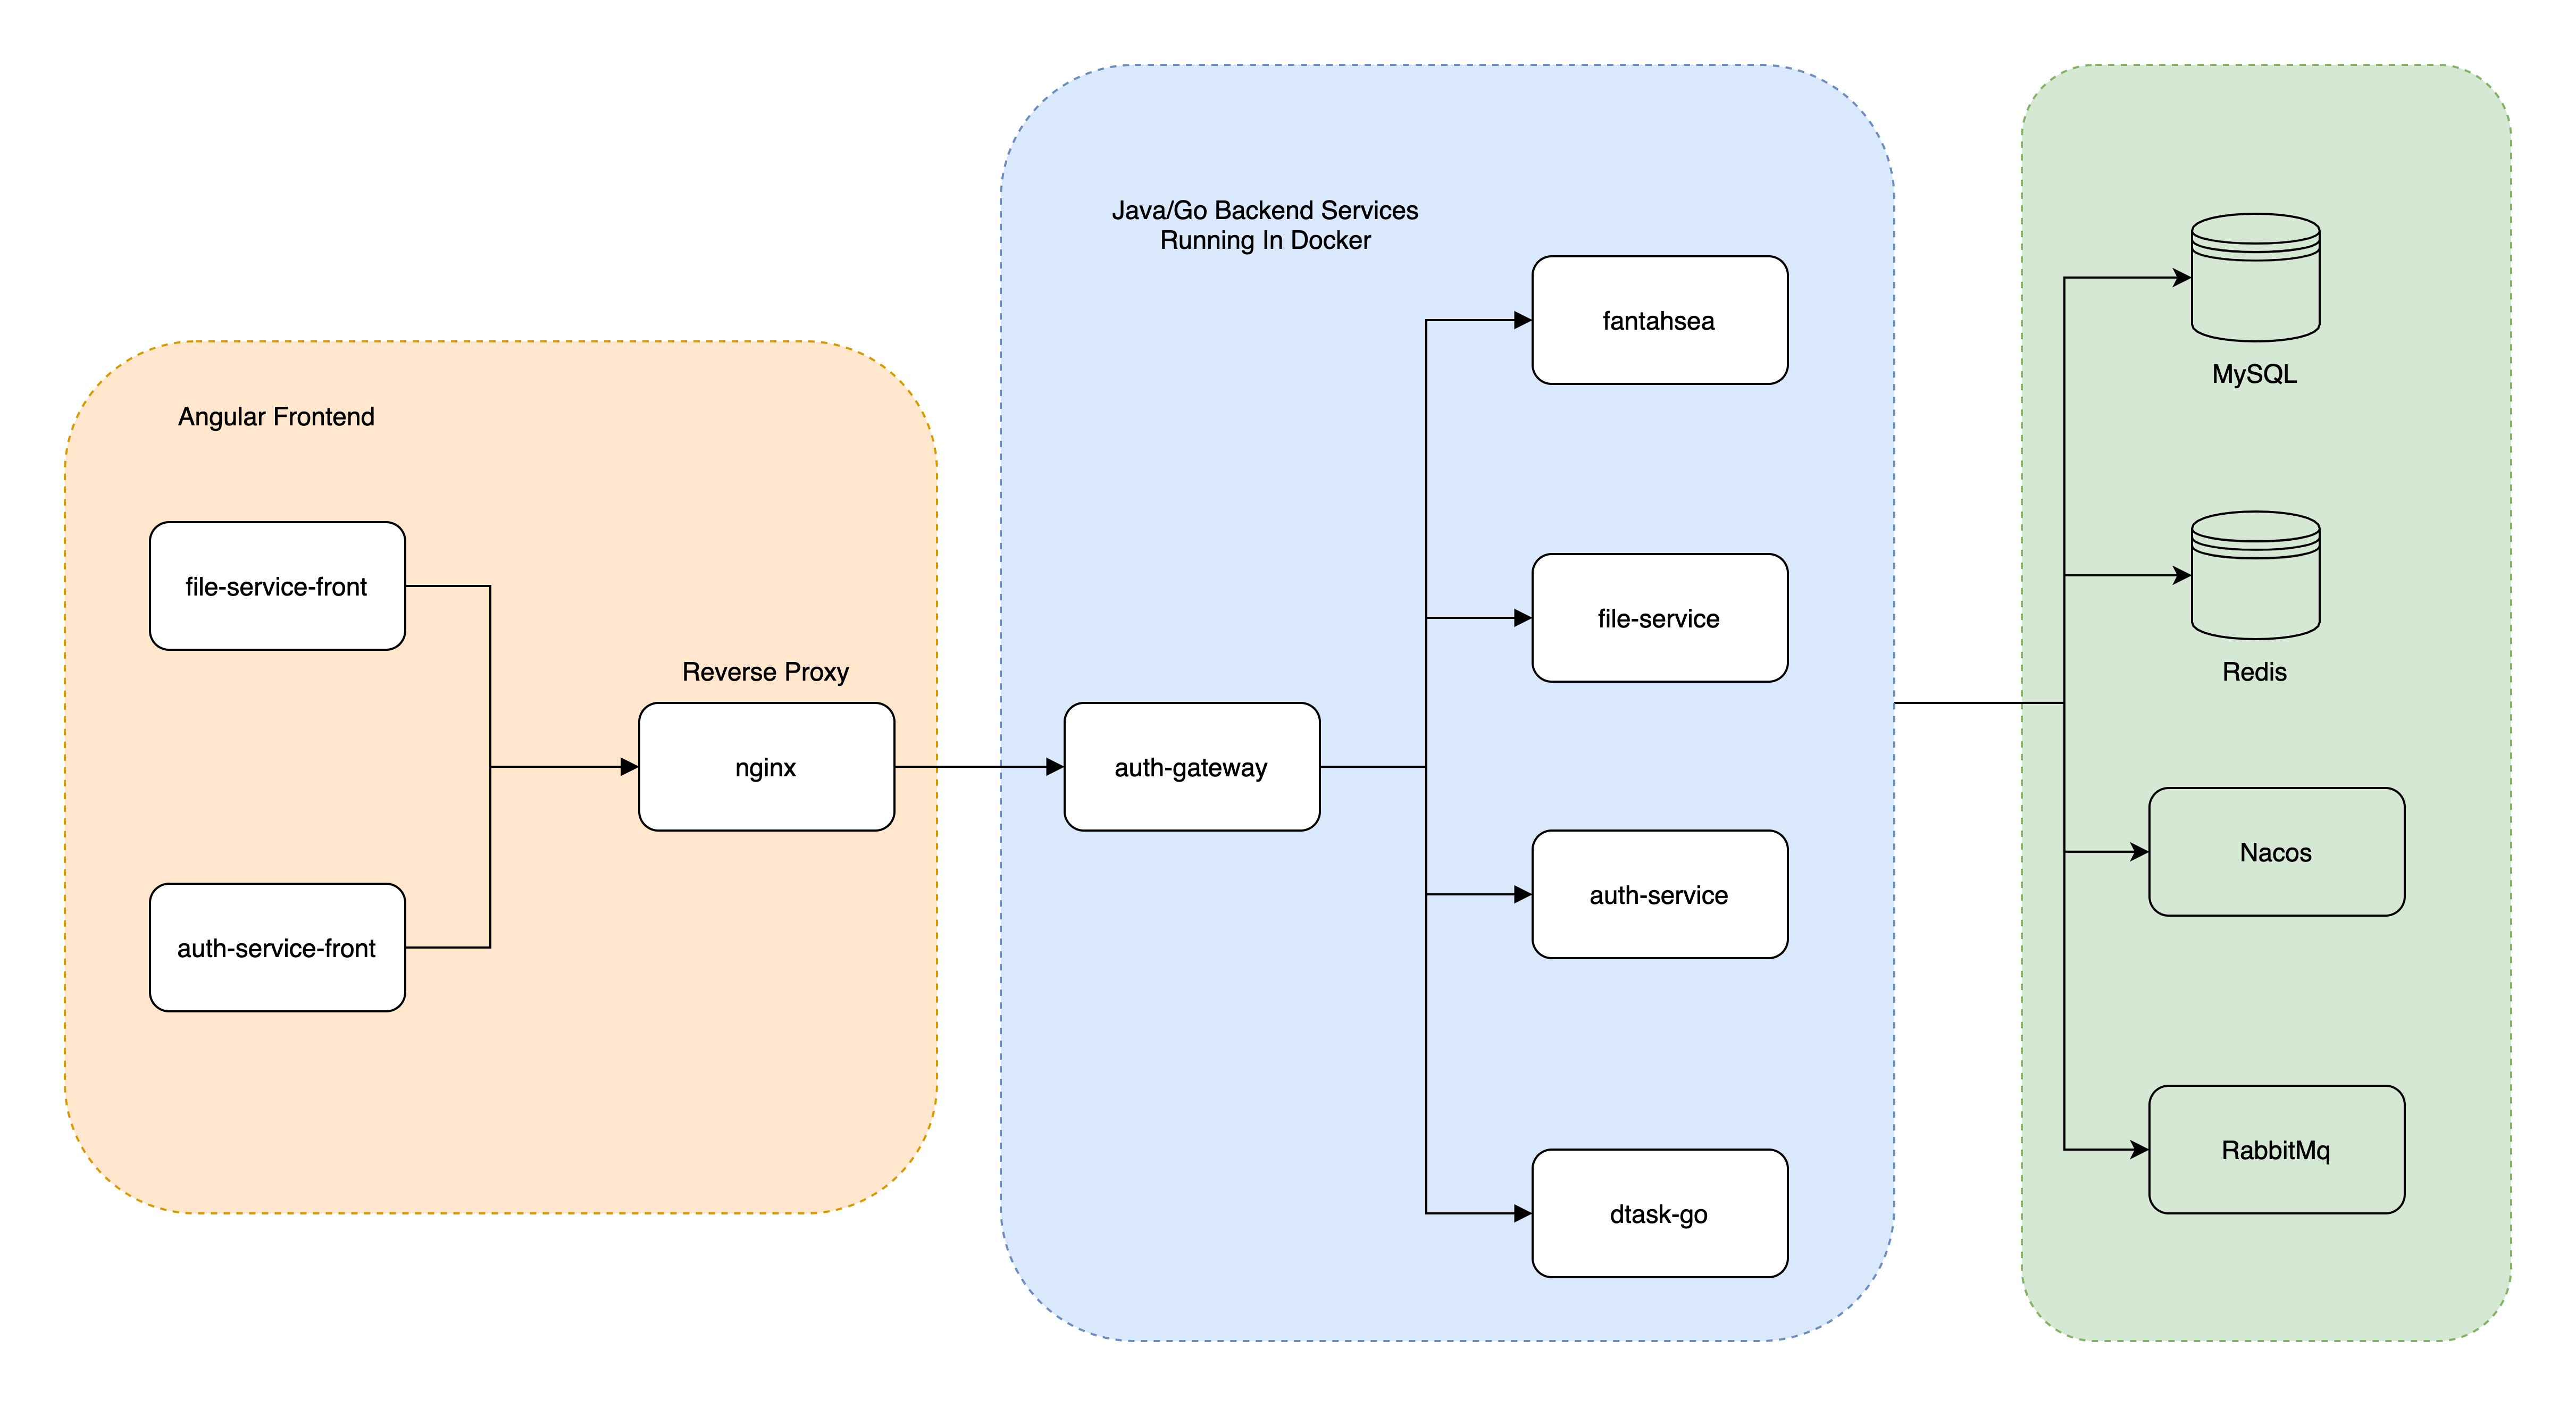 Angular Frontend
file-service-front
auth-service-front
Reverse Proxy
nginx
Java/Go Backend Services
Running In Docker
auth-gateway
fantahsea
file-service
auth-service
dtask-go
MySQL
Redis
Nacos
RabbitMq